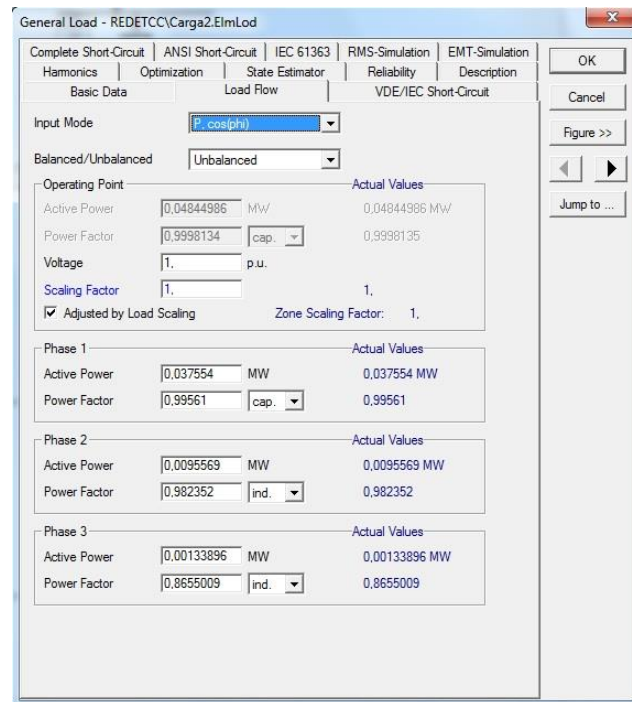 General Load - REDETCC\Carga2.ElmLod
Complete Short-Circuit ANSI Short-Circuit IEC 61363 RMS-Simulation EMT-Simulation
Harmonics Optimization State Estimator Reliability Description
Basic Data Load Flow VDE/IEC Short-Circuit
OK
Cancel
Figure >>
Jump to ...
Input Mode P, cos(phi)
Balanced/Unbalanced Unbalanced
Operating Point Actual Values
Active Power 0,04844986 MW 0,04844986 MW
Power Factor 0,9998134 cap. 0,9998135
Voltage 1, p.u.
Scaling Factor 1, 1,
Adjusted by Load Scaling Zone Scaling Factor: 1,
Phase 1 Actual Values
Active Power 0,037554 MW 0,037554 MW
Power Factor 0,99561 cap. 0,99561
Phase 2 Actual Values
Active Power 0,0095569 MW 0,0095569 MW
Power Factor 0,982352 ind. 0,982352
Phase 3 Actual Values
Active Power 0,00133896 MW 0,00133896 MW
Power Factor 0,8655009 ind. 0,8655009